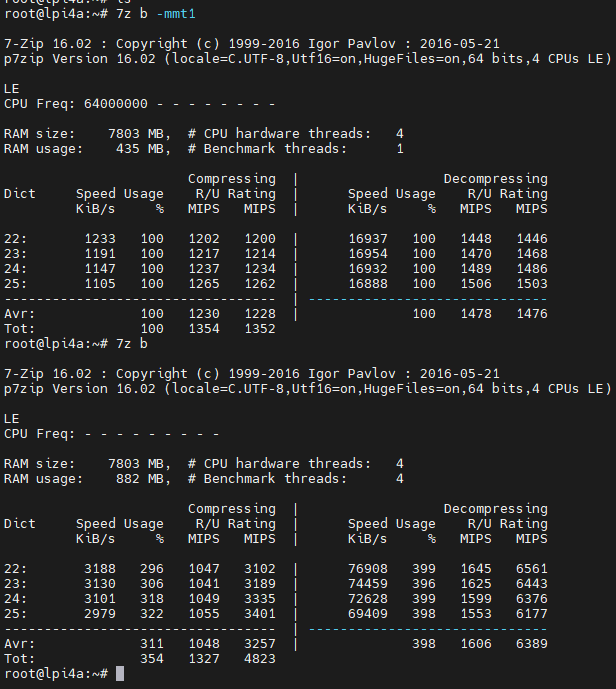 root@lpi4a:~# 7z b -mmt1

7-Zip 16.02 : Copyright (c) 1999-2016 Igor Pavlov : 2016-05-21
p7zip Version 16.02 (locale=C.UTF-8,Utf16=on,HugeFiles=on,64 bits,4 CPUs LE)

LE
CPU Freq: 64000000 - - - - - - - -

RAM size:    7803 MB,  # CPU hardware threads:   4
RAM usage:    435 MB,  # Benchmark threads:      1

                       Compressing  |                  Decompressing
Dict     Speed Usage    R/U Rating  |      Speed Usage    R/U Rating
         KiB/s     %   MIPS   MIPS  |      KiB/s     %   MIPS   MIPS

22:       1233   100   1202   1200  |      16937   100   1448   1446
23:       1191   100   1217   1214  |      16954   100   1470   1468
24:       1147   100   1237   1234  |      16932   100   1489   1486
25:       1105   100   1265   1262  |      16888   100   1506   1503
----------------------------------  | ------------------------------
Avr:             100   1230   1228  |              100   1478   1476
Tot:             100   1354   1352
root@lpi4a:~# 7z b

7-Zip 16.02 : Copyright (c) 1999-2016 Igor Pavlov : 2016-05-21
p7zip Version 16.02 (locale=C.UTF-8,Utf16=on,HugeFiles=on,64 bits,4 CPUs LE)

LE
CPU Freq: - - - - - - - - -

RAM size:    7803 MB,  # CPU hardware threads:   4
RAM usage:    882 MB,  # Benchmark threads:      4

                       Compressing  |                  Decompressing
Dict     Speed Usage    R/U Rating  |      Speed Usage    R/U Rating
         KiB/s     %   MIPS   MIPS  |      KiB/s     %   MIPS   MIPS

22:       3188   296   1047   3102  |      76908   399   1645   6561
23:       3130   306   1041   3189  |      74459   396   1625   6443
24:       3101   318   1049   3335  |      72628   399   1599   6376
25:       2979   322   1055   3401  |      69409   398   1553   6177
----------------------------------  | ------------------------------
Avr:             311   1048   3257  |              398   1606   6389
Tot:             354   1327   4823
root@lpi4a:~#